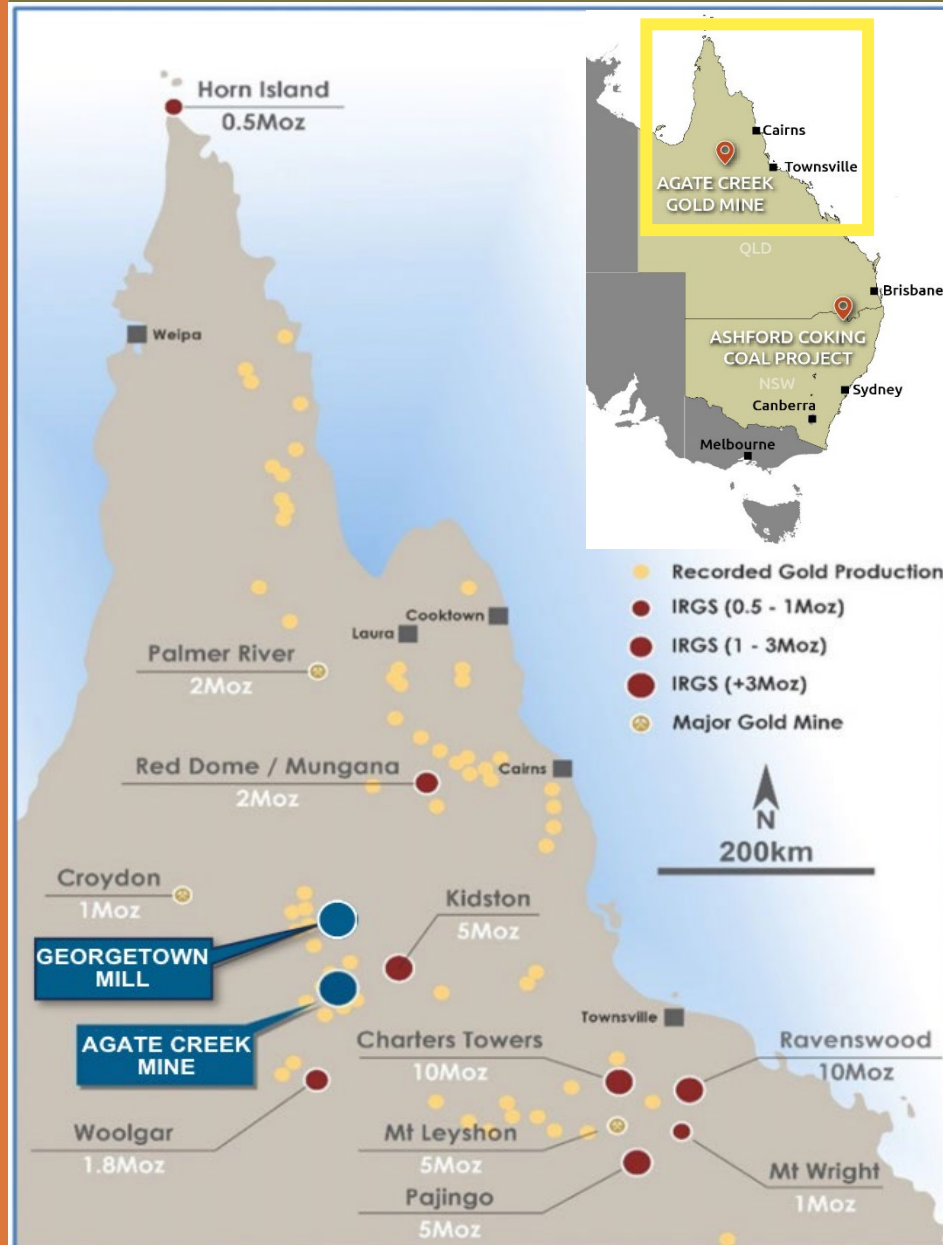 Horn Island
0.5Moz
Weipa
Cooktown
Laura
Palmer River
2Moz
Red Dome / Mungana
2Moz
Cairns
Croydon
1Moz
Kidston
5Moz
GEORGETOWN
MILL
AGATE CREEK
MINE
Townsville
Charters Towers
10Moz
Ravenswood
10Moz
Woolgar
1.8Moz
Mt Leyshon
5Moz
Mt Wright
1Moz
Pajingo
5Moz
Cairns
Townsville
AGATE CREEK
GOLD MINE
QLD
Brisbane
ASHFORD COKING
COAL PROJECT
NSW
Sydney
Canberra
Melbourne
Recorded Gold Production
IRGS (0.5 - 1Moz)
IRGS (1 - 3Moz)
IRGS (+3Moz)
Major Gold Mine
N
200km